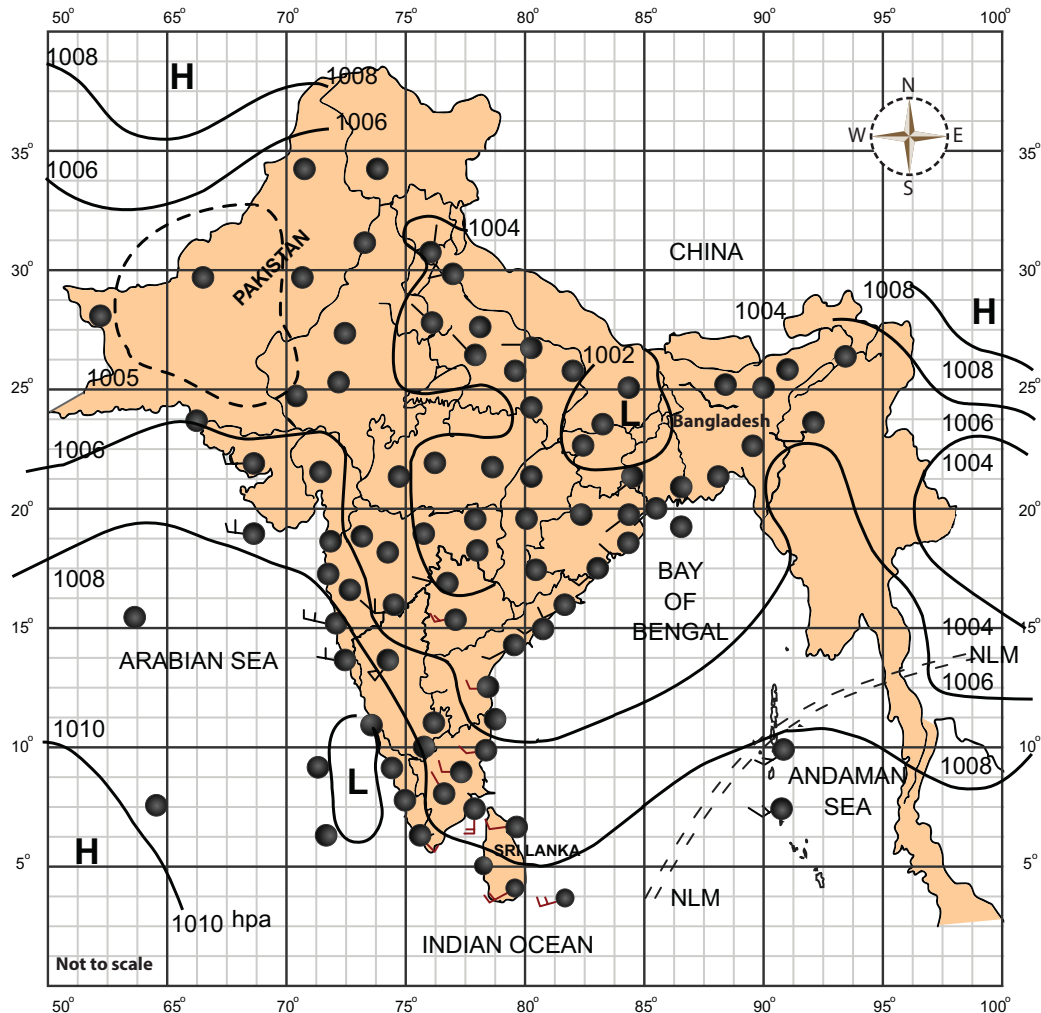 50° 65° 70° 75° 80° 85° 90° 95° 100°
1008
H
1008
N
W E
S
1006
35° 35°
1006
1004
CHINA
PAKISTAN
30° 30°
1008
H
1004
1002
1008
1005
25° 25°
L
Bangladesh
1006
1006
1004
20° 20°
1008
BAY
OF
BENGAL
15° 1004 15°
ARABIAN SEA
NLM
1006
1010
10° 10°
1008
L
ANDAMAN
SEA
H
SRI LANKA
5° 5°
NLM
1010 hpa
INDIAN OCEAN
Not to scale
50° 65° 70° 75° 80° 85° 90° 95° 100°